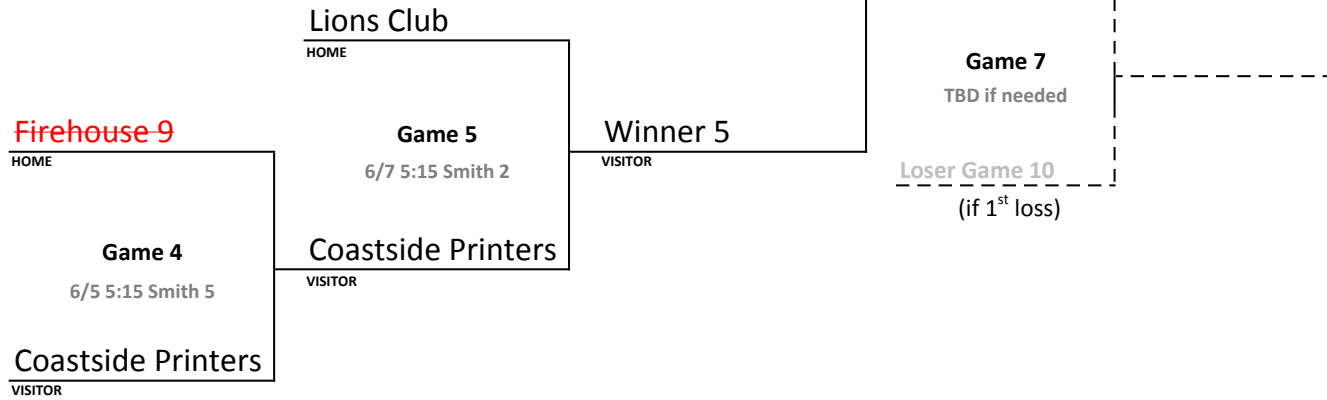 Lions Club
HOME
Game 7
TBD if needed
Firehouse 9
HOME
Game 5
6/7 5:15 Smith 2
Winner 5
VISITOR
Loser Game 10
(if 1st loss)
Game 4
6/5 5:15 Smith 5
Coastside Printers
VISITOR
Coastside Printers
VISITOR